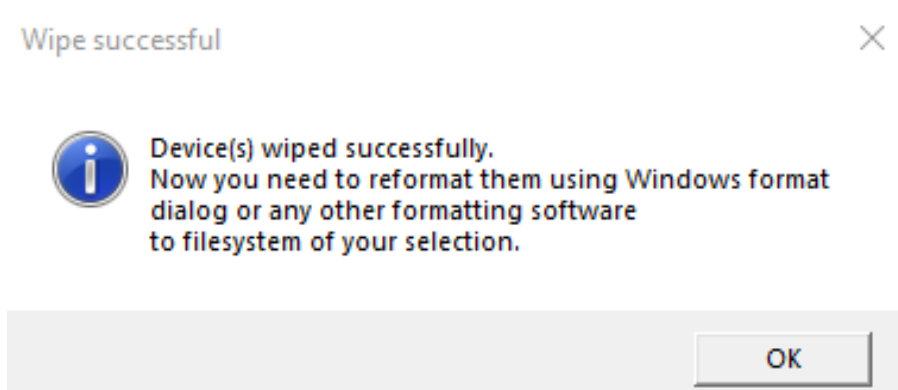 Wipe successful
Device(s) wiped successfully.
Now you need to reformat them using Windows format
dialog or any other formatting software
to filesystem of your selection.
OK